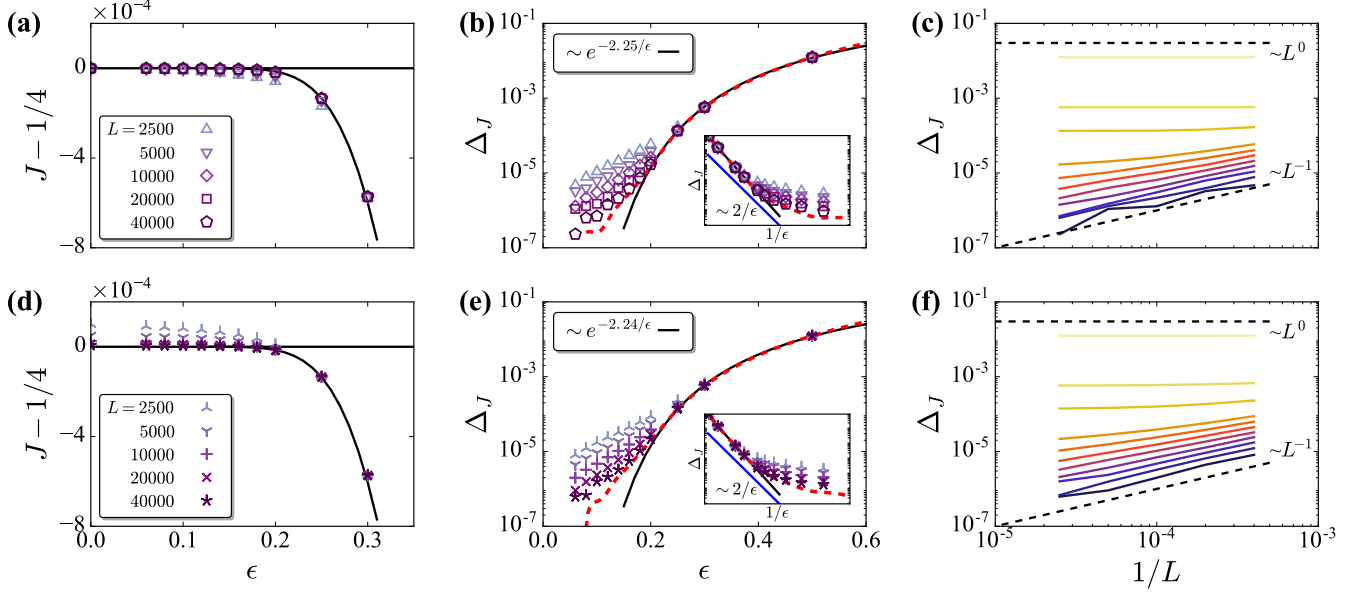 (a)
×10⁻⁴
0
−4
−8
J − 1/4
L = 2500
5000
10000
20000
40000
(b)
10⁻¹
10⁻³
10⁻⁵
10⁻⁷
Δ_J
∼ e^{−2.25/ϵ}
Δ_J
∼ 2/ϵ
1/ϵ
(c)
10⁻¹
10⁻³
10⁻⁵
10⁻⁷
Δ_J
~L⁰
~L⁻¹
(d)
×10⁻⁴
0
−4
−8
J − 1/4
L = 2500
5000
10000
20000
40000
0.0 0.1 0.2 0.3
ϵ
(e)
10⁻¹
10⁻³
10⁻⁵
10⁻⁷
Δ_J
∼ e^{−2.24/ϵ}
Δ_J
∼ 2/ϵ
1/ϵ
0.0 0.2 0.4 0.6
ϵ
(f)
10⁻¹
10⁻³
10⁻⁵
10⁻⁷
Δ_J
~L⁰
~L⁻¹
10⁻⁵ 10⁻⁴ 10⁻³
1/L